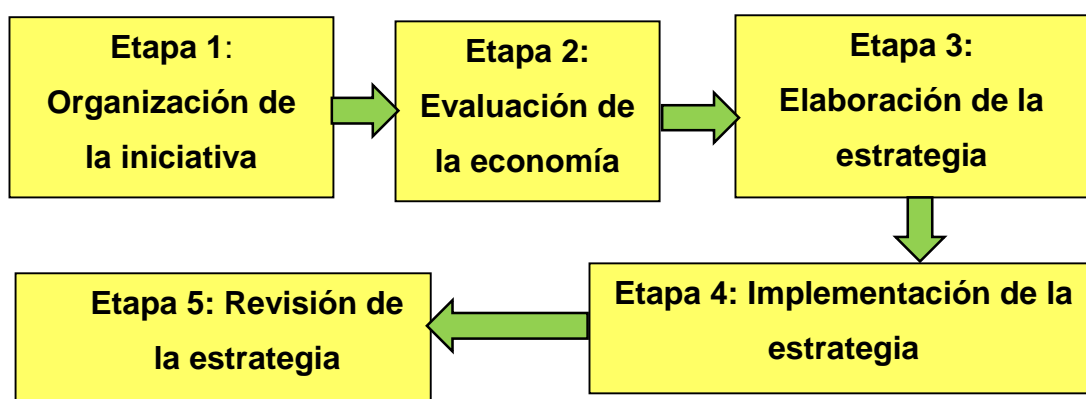 Etapa 1:
Organización de
la iniciativa
Etapa 2:
Evaluación de
la economía
Etapa 3:
Elaboración de la
estrategia
Etapa 4: Implementación de la
estrategia
Etapa 5: Revisión de
la estrategia